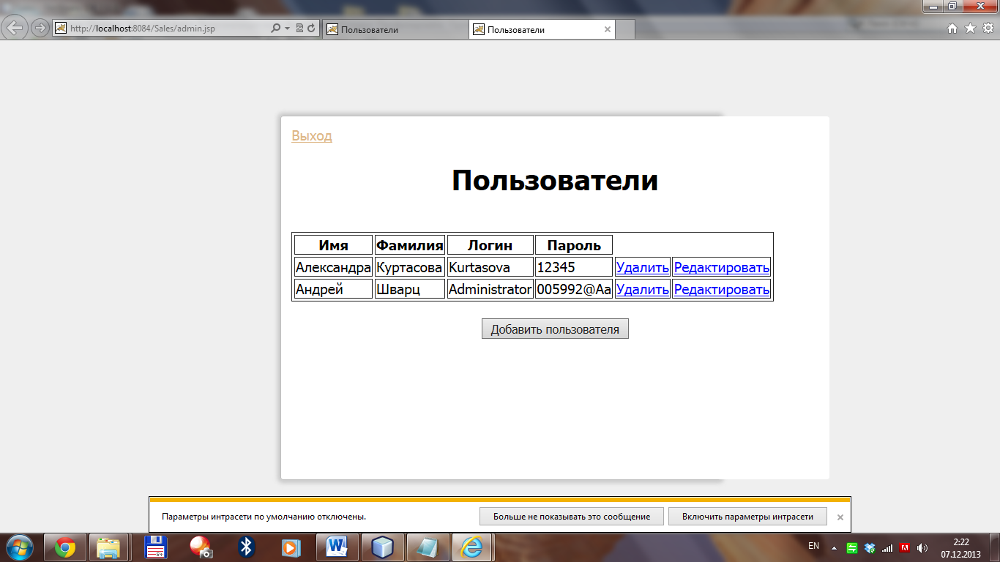 http://localhost:8084/Sales/admin.jsp
Пользователи
Пользователи
Выход
Пользователи
Имя Фамилия Логин Пароль
Александра Куртасова Kurtasova 12345 Удалить Редактировать
Андрей Шварц Administrator 005992@Aa Удалить Редактировать
Добавить пользователя
Параметры интрасети по умолчанию отключены. Больше не показывать это сообщение Включить параметры интрасети
EN 2:22
07.12.2013